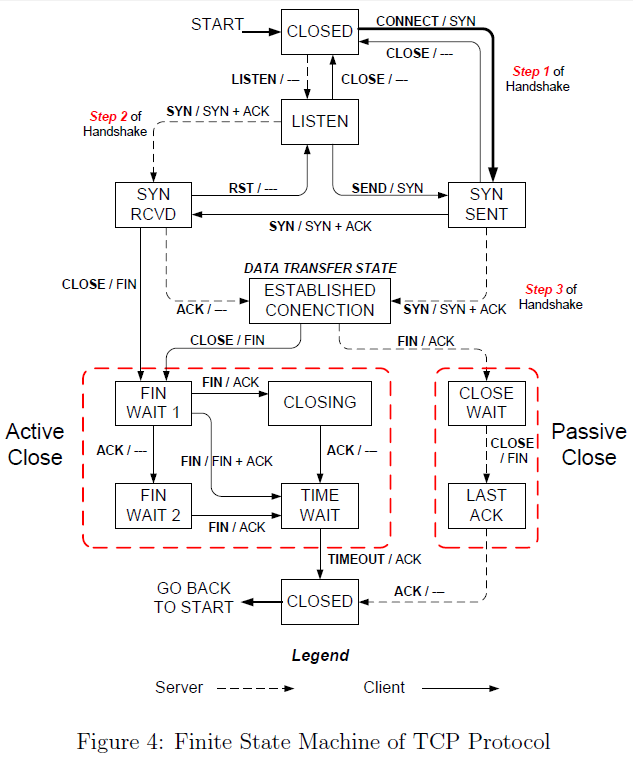 START
CLOSED
CONNECT / SYN
CLOSE / ---
Step 1 of
Handshake
LISTEN / ---
CLOSE / ---
SYN / SYN + ACK
Step 2 of
Handshake
LISTEN
SYN
RCVD
RST / ---
SEND / SYN
SYN
SENT
SYN / SYN + ACK
CLOSE / FIN
DATA TRANSFER STATE
ESTABLISHED
CONENCTION
ACK / ---
SYN / SYN + ACK
Step 3 of
Handshake
CLOSE / FIN
FIN / ACK
Active
Close
FIN
WAIT 1
FIN / ACK
CLOSING
CLOSE
WAIT
Passive
Close
ACK / ---
FIN / FIN + ACK
ACK / ---
CLOSE
/ FIN
FIN
WAIT 2
FIN / ACK
TIME
WAIT
LAST
ACK
TIMEOUT / ACK
GO BACK
TO START
CLOSED
ACK / ---
Legend
Server
Client
Figure 4: Finite State Machine of TCP Protocol